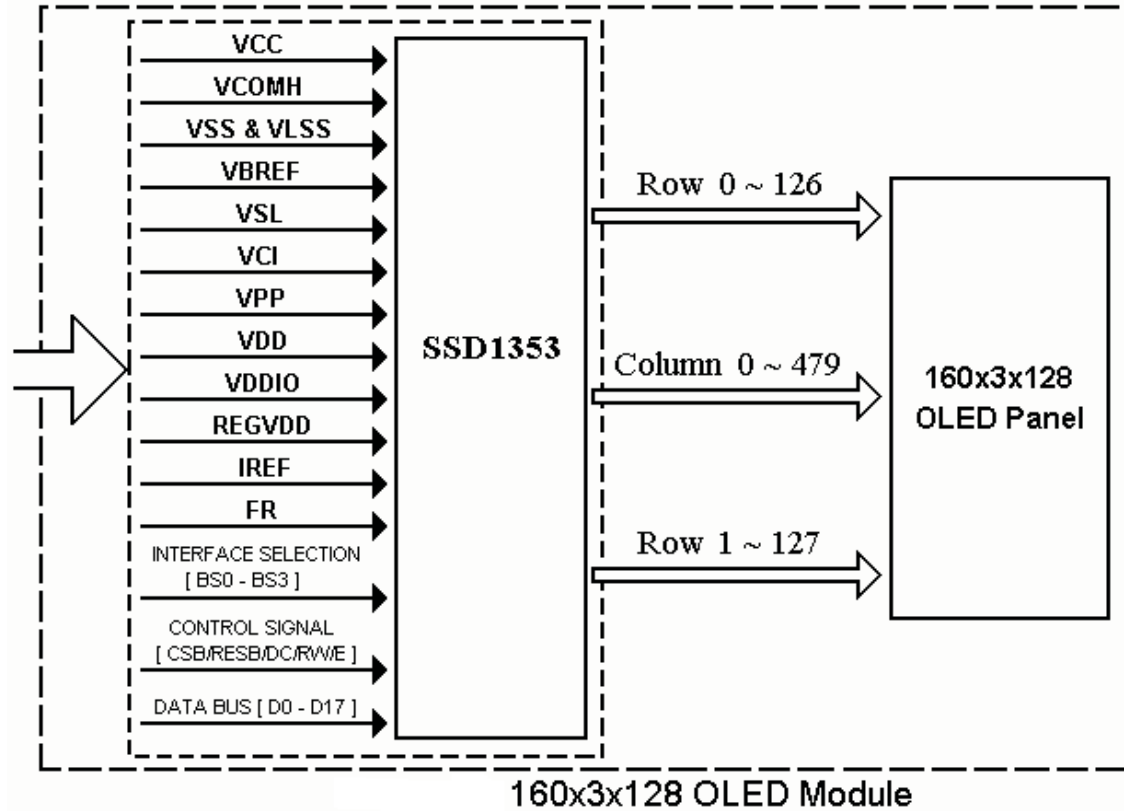 VCC
VCOMH
VSS & VLSS
VBREF
VSL
VCI
VPP
VDD
VDDIO
REGVDD
IREF
FR
INTERFACE SELECTION
[ BS0 - BS3 ]
CONTROL SIGNAL
[ CSB/RESB/DC/RW/E ]
DATA BUS [ D0 - D17 ]
SSD1353
Row 0 ~ 126
Column 0 ~ 479
Row 1 ~ 127
160x3x128
OLED Panel
160x3x128 OLED Module